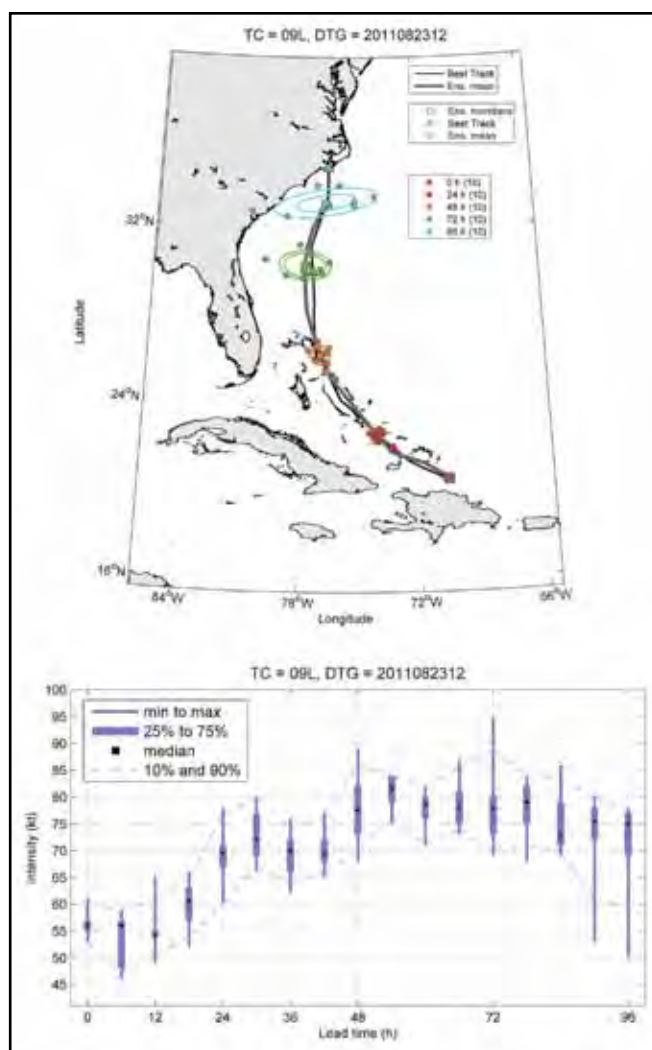 TC = 09L, DTG = 2011082312
Best Track
Ens. mean
Ens. members
Best Track
Ens. mean
0 h (10)
24 h (10)
48 h (10)
72 h (10)
(10)
32°N
24°N
16°N
Latitude
84°W
78°W
72°W
66°W
Longitude
TC = 09L, DTG = 2011082312
min to max
25% to 75%
median
10% and 90%
100
95
90
85
80
75
70
65
60
55
50
45
Intensity (kt)
0
12
24
36
48
72
96
Lead time (h)